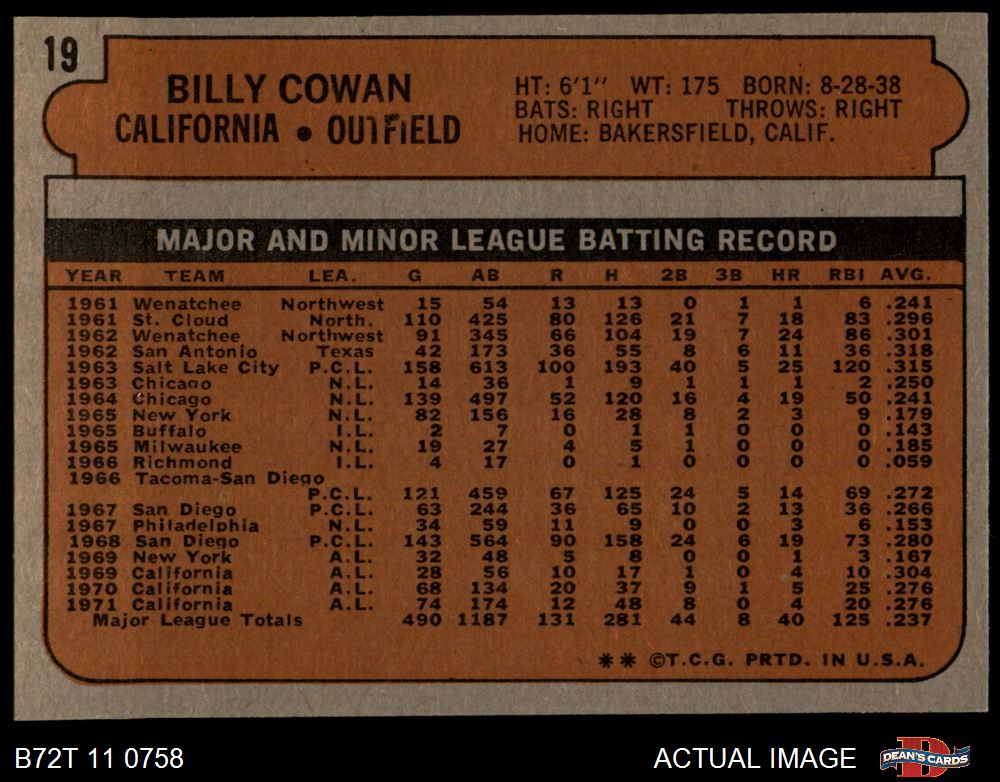 19
BILLY COWAN
CALIFORNIA • OUTFIELD
HT: 6'1" WT: 175 BORN: 8-28-38
BATS: RIGHT THROWS: RIGHT
HOME: BAKERSFIELD, CALIF.
MAJOR AND MINOR LEAGUE BATTING RECORD
YEAR TEAM LEA. G AB R H 2B 3B HR RBI AVG.
1961 Wenatchee Northwest 15 54 13 13 0 1 1 6 .241
1961 St. Cloud North. 110 425 80 126 21 7 18 83 .296
1962 Wenatchee Northwest 91 345 66 104 19 7 24 86 .301
1962 San Antonio Texas 42 173 36 55 8 6 11 36 .318
1963 Salt Lake City P.C.L. 158 613 100 193 40 5 25 120 .315
1963 Chicago N.L. 14 36 1 9 1 1 1 2 .250
1964 Chicago N.L. 139 497 52 120 16 4 19 50 .241
1965 New York N.L. 82 156 16 28 8 2 3 9 .179
1965 Buffalo I.L. 2 7 0 1 1 0 0 0 .143
1965 Milwaukee N.L. 19 27 4 5 1 0 0 0 .185
1966 Richmond I.L. 4 17 0 1 0 0 0 0 .059
1966 Tacoma-San Diego
P.C.L. 121 459 67 125 24 5 14 69 .272
1967 San Diego P.C.L. 63 244 36 65 10 2 13 36 .266
1967 Philadelphia N.L. 34 59 11 9 0 0 3 6 .153
1968 San Diego P.C.L. 143 564 90 158 24 6 19 73 .280
1969 New York A.L. 32 48 5 8 0 0 1 3 .167
1969 California A.L. 28 56 10 17 1 0 4 10 .304
1970 California A.L. 68 134 20 37 9 1 5 25 .276
1971 California A.L. 74 174 12 48 8 0 4 20 .276
Major League Totals 490 1187 131 281 44 8 40 125 .237
** ©T.C.G. PRTD. IN U.S.A.
B72T 11 0758
ACTUAL IMAGE
DEAN'S CARDS